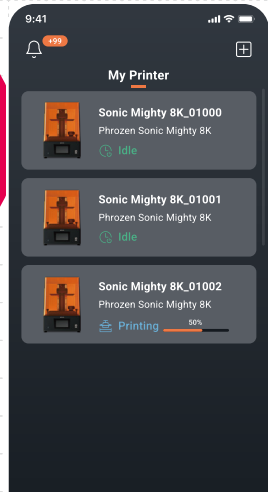 9:41
+99
My Printer
Sonic Mighty 8K_01000
Phrozen Sonic Mighty 8K
Idle
Sonic Mighty 8K_01001
Phrozen Sonic Mighty 8K
Idle
Sonic Mighty 8K_01002
Phrozen Sonic Mighty 8K
Printing 50%